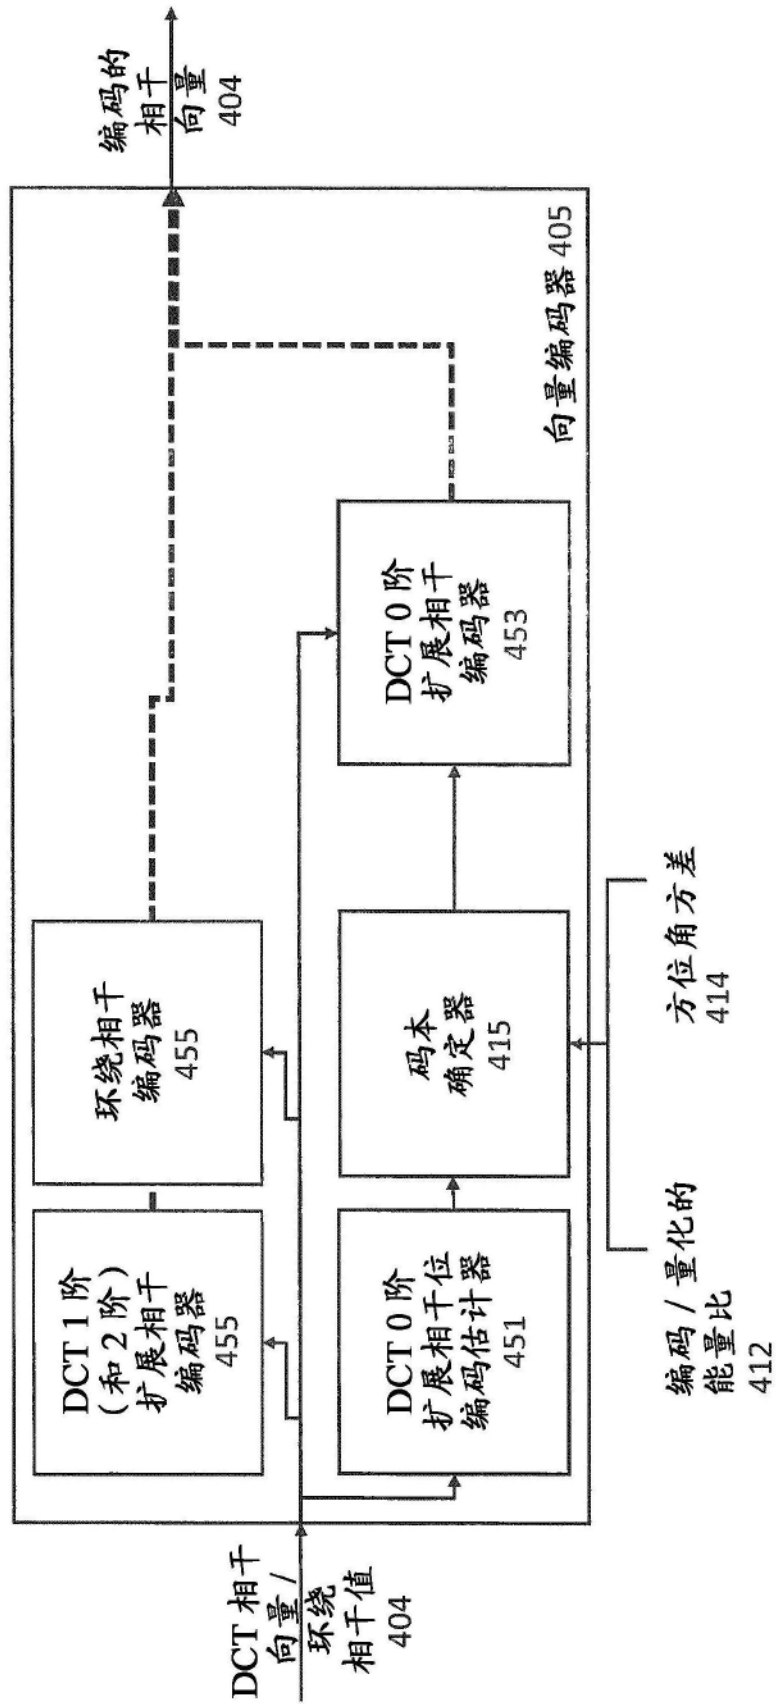 DCT 相干
向量 /
环绕
相干值
404
DCT 1 阶
(和 2 阶)
扩展相干
编码器
455
环绕相干
编码器
455
DCT 0 阶
扩展相干位
编码估计器
451
码本
确定器
415
DCT 0 阶
扩展相干
编码器
453
向量编码器 405
编码的
相干
向量
404
编码 / 量化的
能量比
412
方位角方差
414